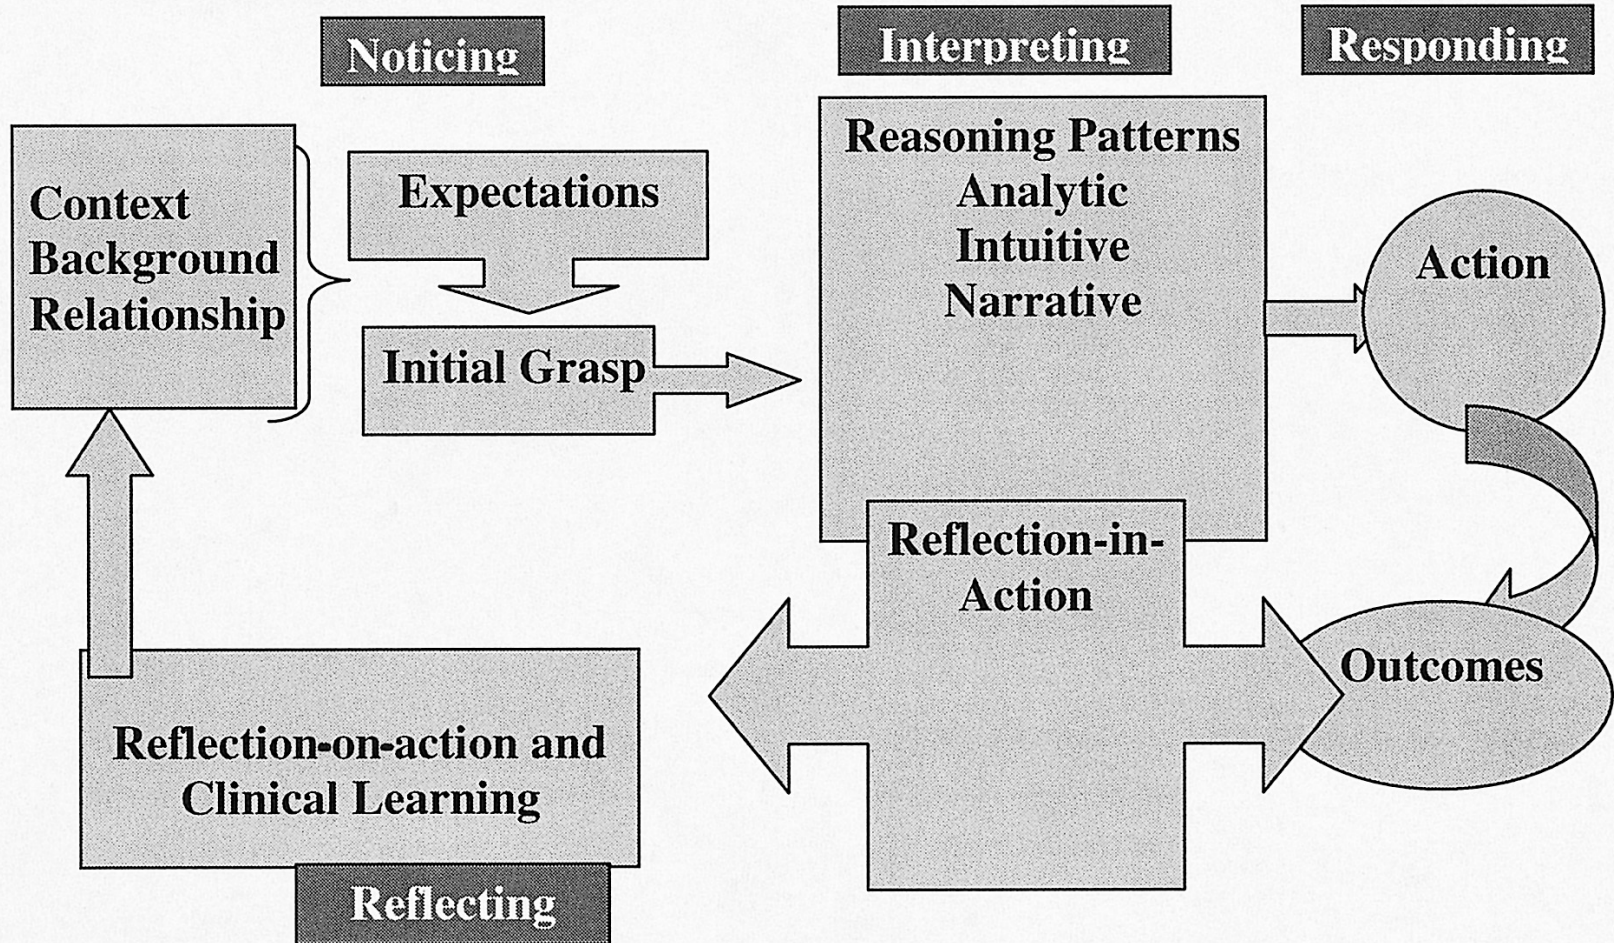 Noticing
Interpreting
Responding
Context
Background
Relationship
Expectations
Initial Grasp
Reasoning Patterns
Analytic
Intuitive
Narrative
Action
Reflection-in-
Action
Outcomes
Reflection-on-action and
Clinical Learning
Reflecting